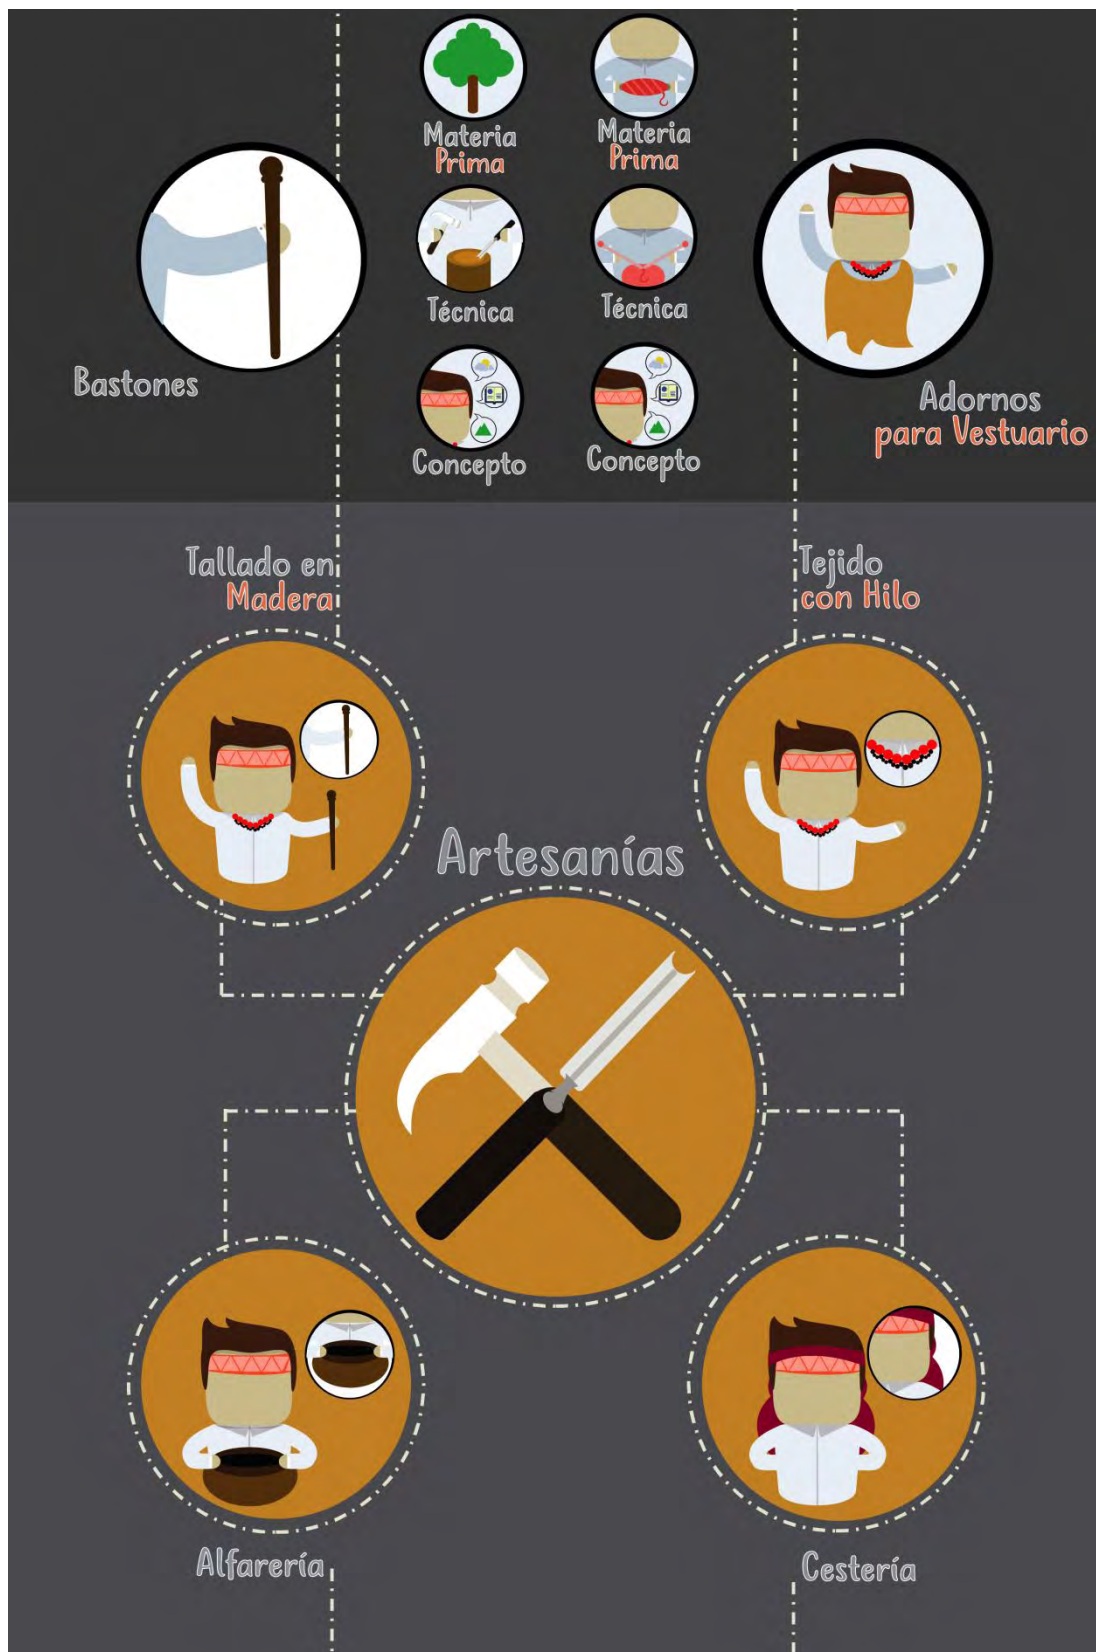 Materia
Prima
Materia
Prima
Técnica
Técnica
Bastones
Concepto
Concepto
Adornos
para Vestuario
Tallado en
Madera
Tejido
con Hilo
Artesanías
Alfarería
Cestería